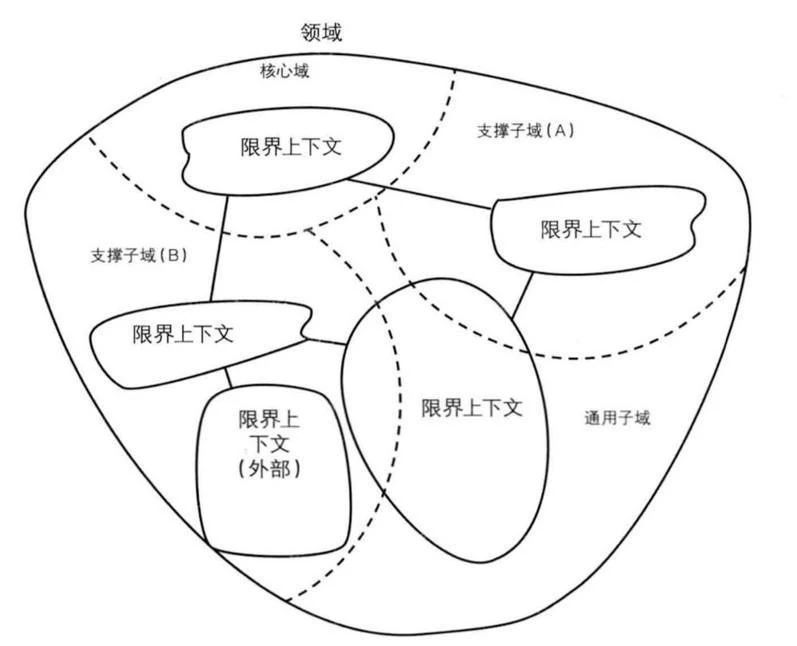 领域
核心域
支撑子域(A)
限界上下文
限界上下文
支撑子域(B)
限界上下文
限界上下文
通用子域
限界上
下文
(外部)